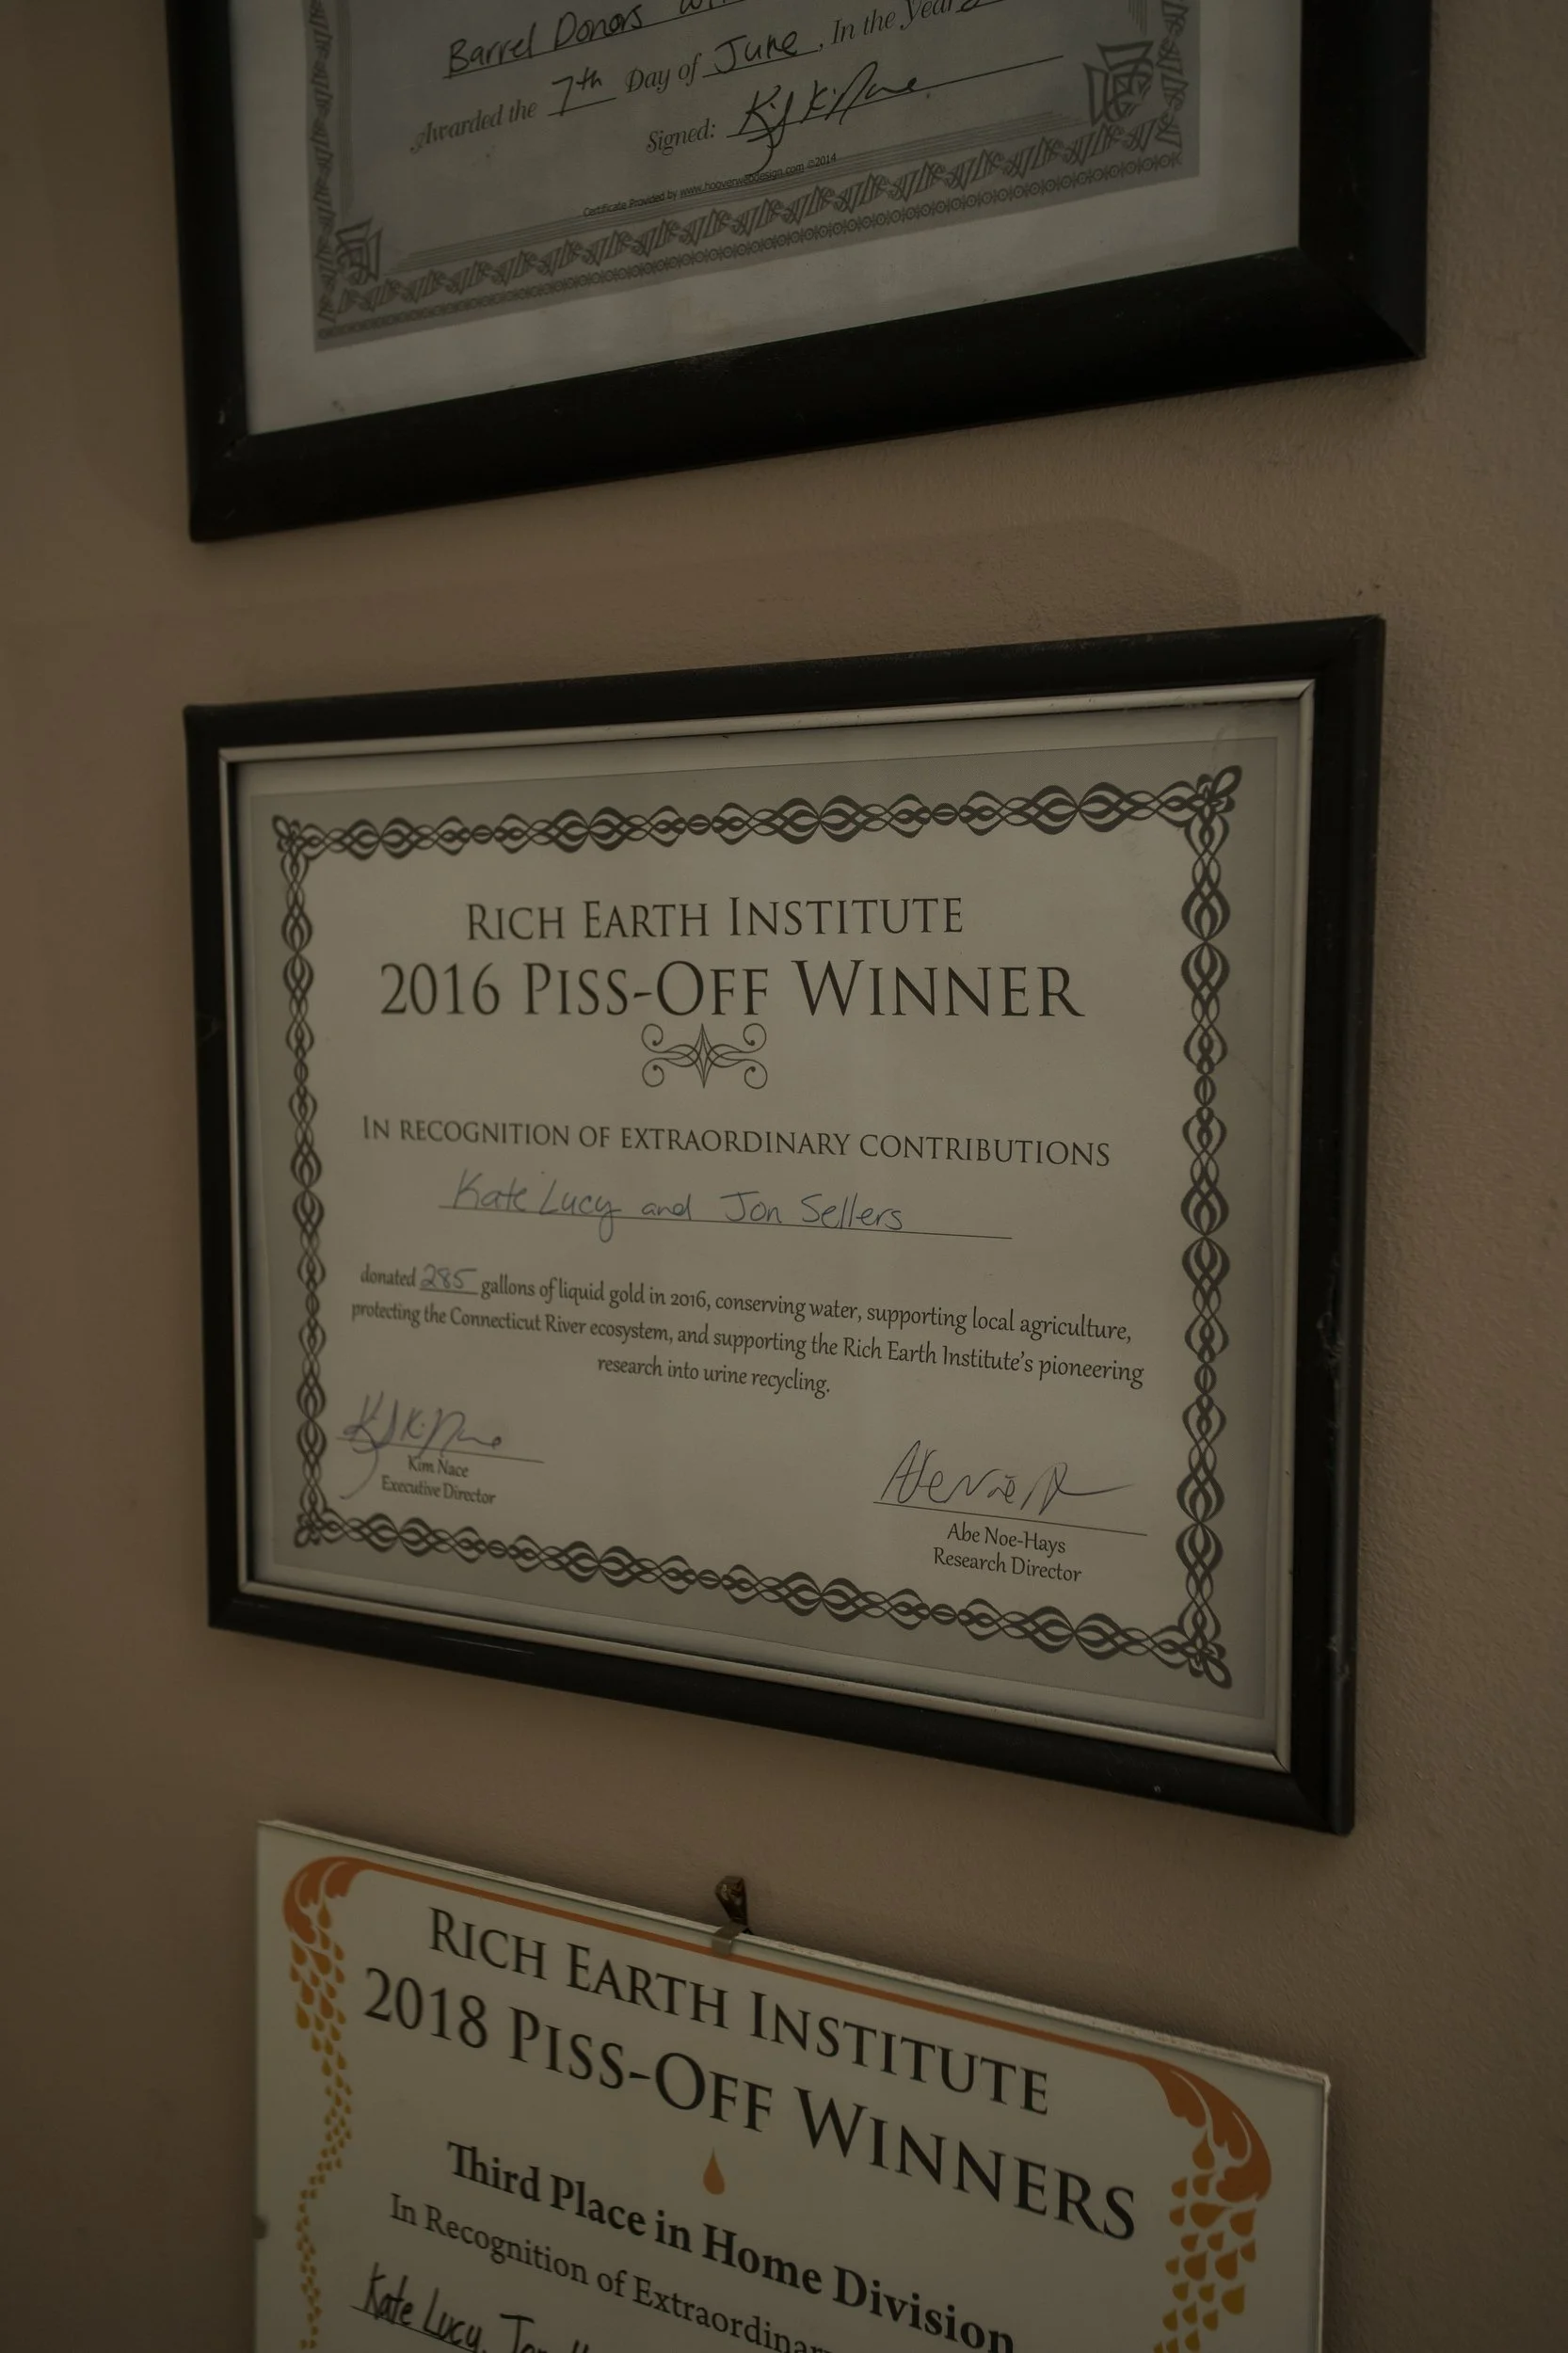 Barrel Donors
Awarded the 7th Day of June, In the Year
Signed:
Certificate Provided by www.hooverwebdesign.com ©2014
RICH EARTH INSTITUTE
2016 PISS-OFF WINNER
IN RECOGNITION OF EXTRAORDINARY CONTRIBUTIONS
Kate Lucy and Jon Sellers
donated 285 gallons of liquid gold in 2016, conserving water, supporting local agriculture,
protecting the Connecticut River ecosystem, and supporting the Rich Earth Institute's pioneering
research into urine recycling.
Kim Nace
Executive Director
Abe Noe-Hays
Research Director
RICH EARTH INSTITUTE
2018 PISS-OFF WINNERS
Third Place in Home Division
In Recognition of
Kate Lucy,